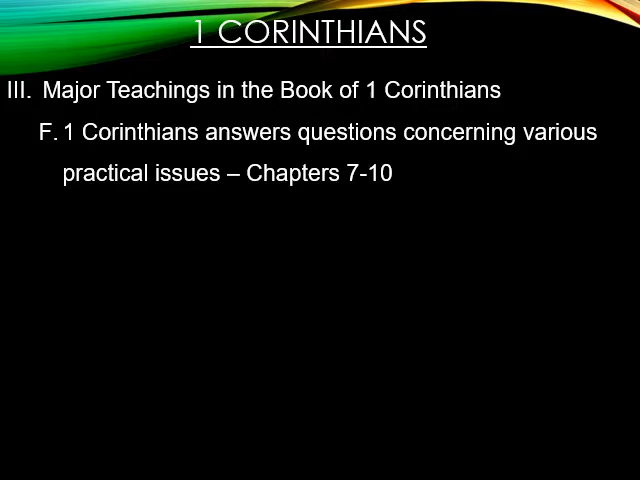 1 CORINTHIANS
III. Major Teachings in the Book of 1 Corinthians
F. 1 Corinthians answers questions concerning various
practical issues – Chapters 7-10